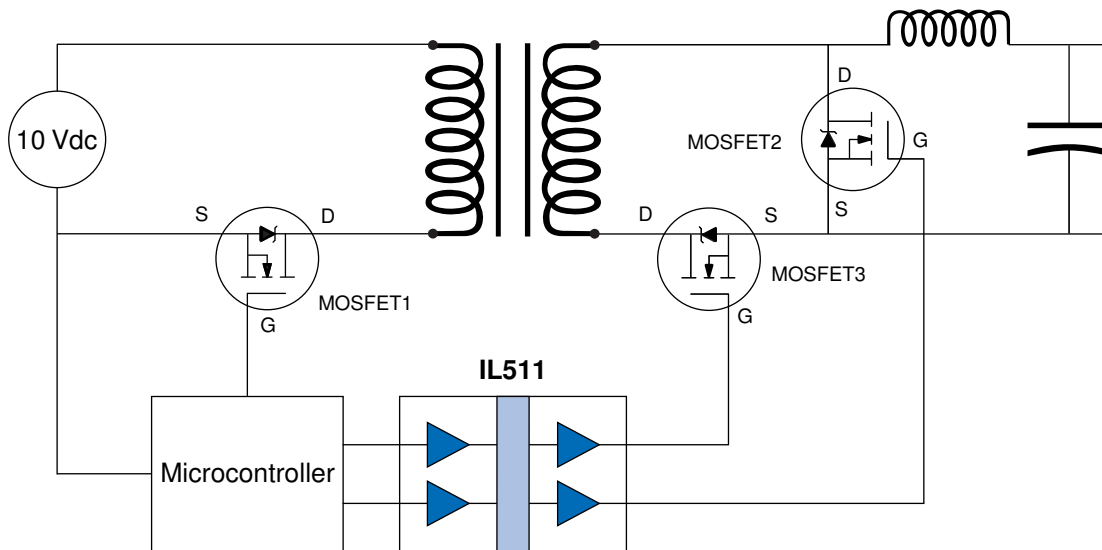 D
10 Vdc
MOSFET2
G
S
S
D
D
S
MOSFET3
MOSFET1
G
G
IL511
Microcontroller